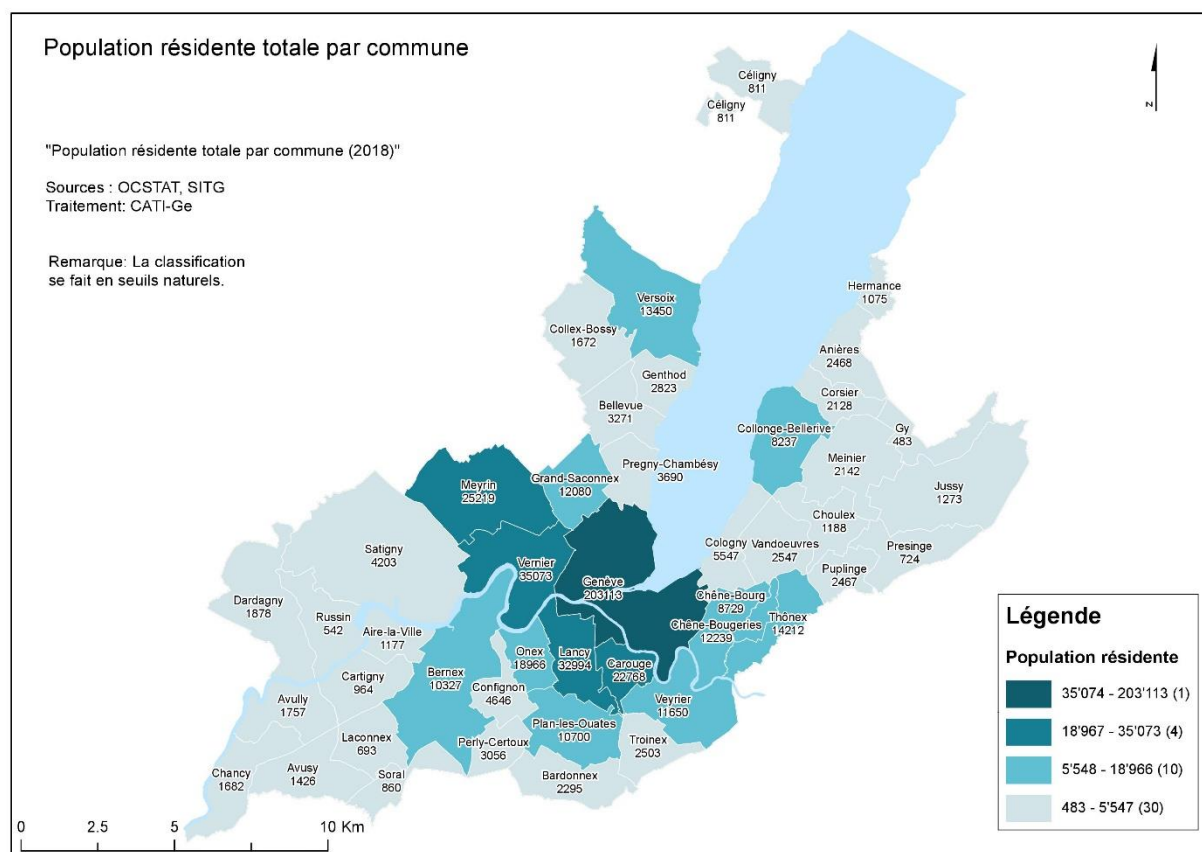 Population résidente totale par commune
"Population résidente totale par commune (2018)"
Sources : OCSTAT, SITG
Traitement: CATI-Ge
Remarque: La classification
se fait en seuils naturels.
N
Céligny
811
Céligny
811
Versoix
13450
Hermance
1075
Collex-Bossy
1672
Anières
2468
Genthod
2823
Corsier
2128
Bellevue
3271
Collonge-Bellerive
8237
Gy
483
Meinier
2142
Pregny-Chambésy
3690
Grand-Saconnex
12080
Meyrin
25219
Jussy
1273
Choulex
1188
Satigny
4203
Vernier
35073
Cologny
5547
Vandoeuvres
2547
Presinge
724
Puplinge
2467
Genève
203113
Chêne-Bourg
8729
Dardagny
1878
Russin
542
Aire-la-Ville
1177
Chêne-Bougeries
12239
Thônex
14212
Onex
18966
Lancy
32994
Carouge
22768
Bernex
10327
Cartigny
964
Confignon
4646
Veyrier
11650
Avully
1757
Plan-les-Ouates
10700
Troinex
2503
Laconnex
693
Perly-Certoux
3056
Chancy
1682
Avusy
1426
Soral
860
Bardonnex
2295
0 2.5 5 10 Km
Légende
Population résidente
35'074 - 203'113 (1)
18'967 - 35'073 (4)
5'548 - 18'966 (10)
483 - 5'547 (30)